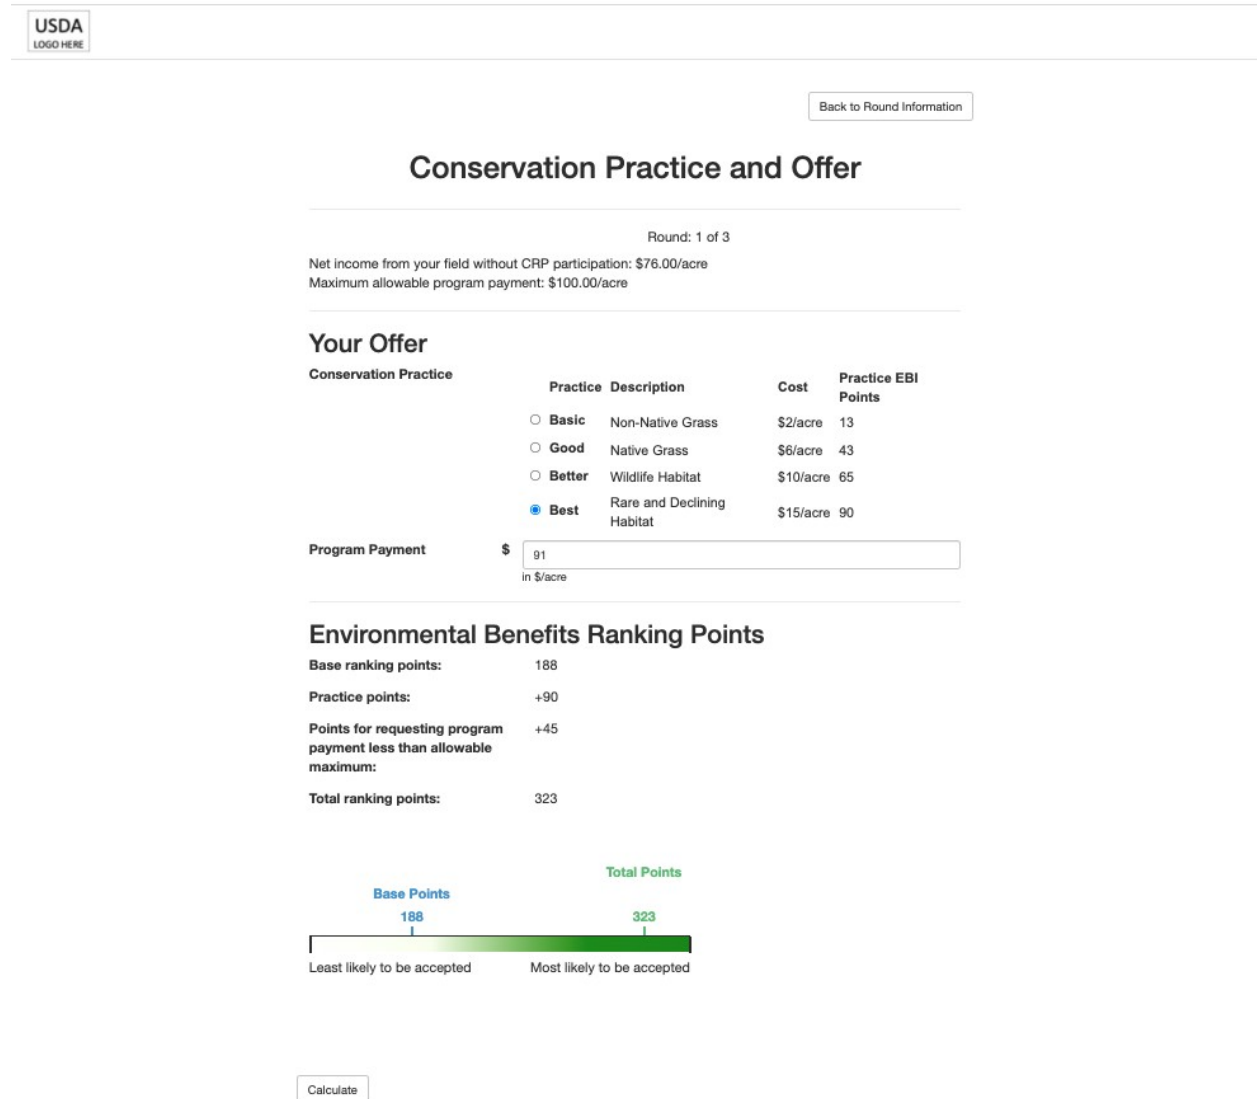 USDA
LOGO HERE
Back to Round Information
Conservation Practice and Offer
Round: 1 of 3
Net income from your field without CRP participation: $76.00/acre
Maximum allowable program payment: $100.00/acre
Your Offer
Conservation Practice
Practice Description Cost Practice EBI Points
Basic Non-Native Grass $2/acre 13
Good Native Grass $6/acre 43
Better Wildlife Habitat $10/acre 65
Best Rare and Declining Habitat $15/acre 90
Program Payment $ 91
in $/acre
Environmental Benefits Ranking Points
Base ranking points: 188
Practice points: +90
Points for requesting program +45
payment less than allowable
maximum:
Total ranking points: 323
Total Points
Base Points
188 323
Least likely to be accepted Most likely to be accepted
Calculate